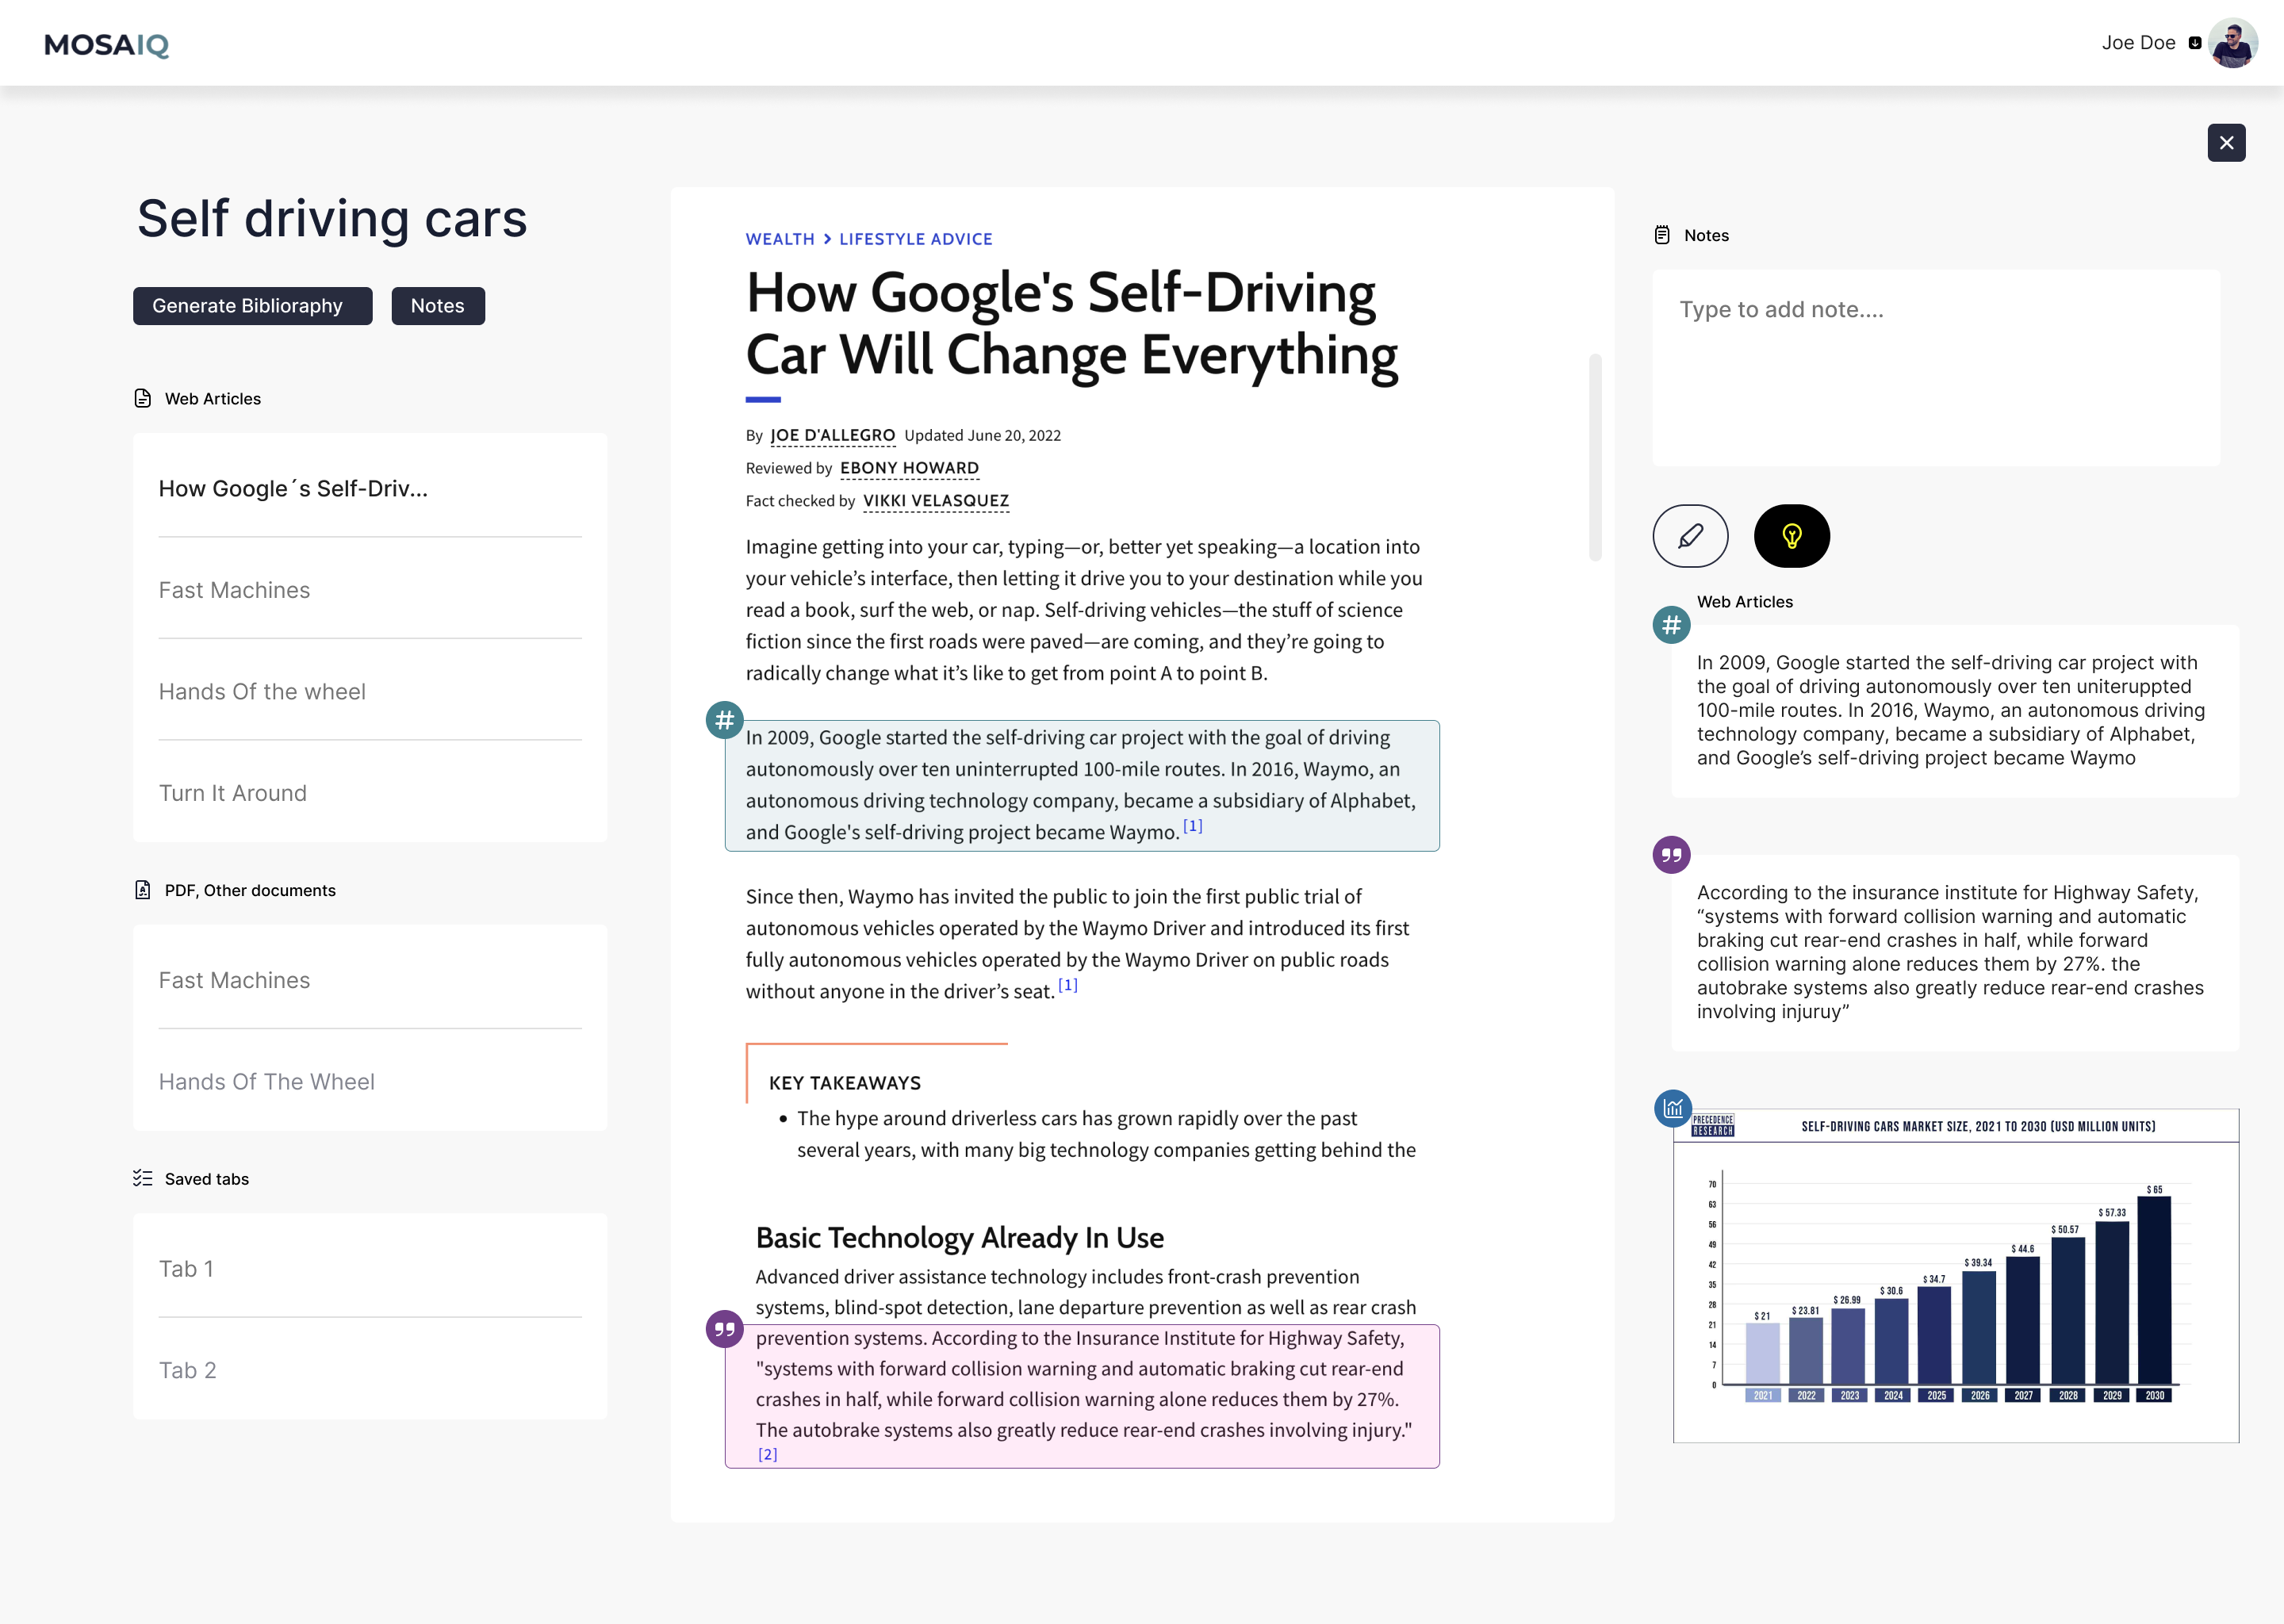 MOSAIQ
Joe Doe
Self driving cars
Generate Biblioraphy
Notes
Web Articles
How Google´s Self-Driv...
Fast Machines
Hands Of the wheel
Turn It Around
PDF, Other documents
Fast Machines
Hands Of The Wheel
Saved tabs
Tab 1
Tab 2
WEALTH > LIFESTYLE ADVICE
How Google's Self-Driving
Car Will Change Everything
By JOE D'ALLEGRO Updated June 20, 2022
Reviewed by EBONY HOWARD
Fact checked by VIKKI VELASQUEZ
Imagine getting into your car, typing—or, better yet speaking—a location into
your vehicle’s interface, then letting it drive you to your destination while you
read a book, surf the web, or nap. Self-driving vehicles—the stuff of science
fiction since the first roads were paved—are coming, and they’re going to
radically change what it’s like to get from point A to point B.
#
In 2009, Google started the self-driving car project with the goal of driving
autonomously over ten uninterrupted 100-mile routes. In 2016, Waymo, an
autonomous driving technology company, became a subsidiary of Alphabet,
and Google's self-driving project became Waymo. [1]
Since then, Waymo has invited the public to join the first public trial of
autonomous vehicles operated by the Waymo Driver and introduced its first
fully autonomous vehicles operated by the Waymo Driver on public roads
without anyone in the driver’s seat. [1]
KEY TAKEAWAYS
• The hype around driverless cars has grown rapidly over the past
several years, with many big technology companies getting behind the
Basic Technology Already In Use
Advanced driver assistance technology includes front-crash prevention
systems, blind-spot detection, lane departure prevention as well as rear crash
prevention systems. According to the Insurance Institute for Highway Safety,
"systems with forward collision warning and automatic braking cut rear-end
crashes in half, while forward collision warning alone reduces them by 27%.
The autobrake systems also greatly reduce rear-end crashes involving injury."
[2]
Notes
Type to add note....
Web Articles
#
In 2009, Google started the self-driving car project with
the goal of driving autonomously over ten uniteruppted
100-mile routes. In 2016, Waymo, an autonomous driving
technology company, became a subsidiary of Alphabet,
and Google’s self-driving project became Waymo
According to the insurance institute for Highway Safety,
“systems with forward collision warning and automatic
braking cut rear-end crashes in half, while forward
collision warning alone reduces them by 27%. the
autobrake systems also greatly reduce rear-end crashes
involving injuruy”
PRECEDENCE
RESEARCH
SELF-DRIVING CARS MARKET SIZE, 2021 TO 2030 (USD MILLION UNITS)
70
63
56
49
42
35
28
21
14
7
0
$ 21
$ 23.81
$ 26.99
$ 30.6
$ 34.7
$ 39.34
$ 44.6
$ 50.57
$ 57.33
$ 65
2021 2022 2023 2024 2025 2026 2027 2028 2029 2030